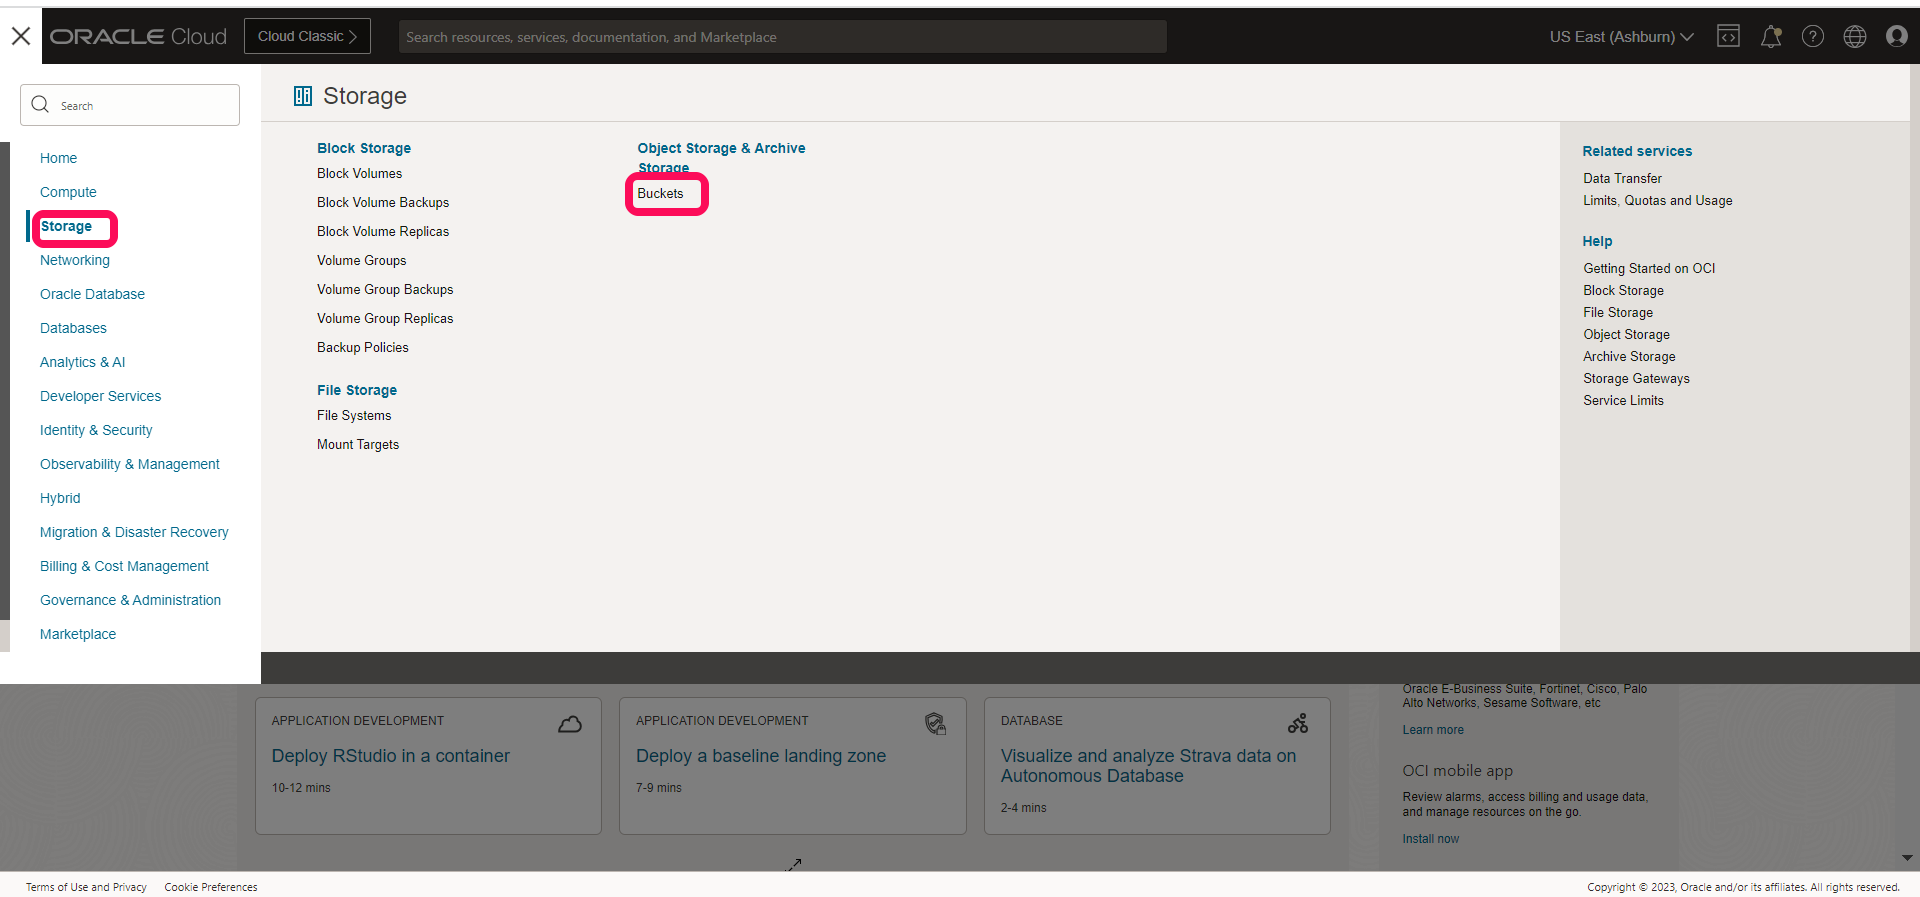 ORACLE Cloud
Cloud Classic
Search resources, services, documentation, and Marketplace
US East (Ashburn)
Search
Home
Compute
Storage
Networking
Oracle Database
Databases
Analytics & AI
Developer Services
Identity & Security
Observability & Management
Hybrid
Migration & Disaster Recovery
Billing & Cost Management
Governance & Administration
Marketplace
Storage
Block Storage
Block Volumes
Block Volume Backups
Block Volume Replicas
Volume Groups
Volume Group Backups
Volume Group Replicas
Backup Policies
File Storage
File Systems
Mount Targets
Object Storage & Archive
Storage
Buckets
Related services
Data Transfer
Limits, Quotas and Usage
Help
Getting Started on OCI
Block Storage
File Storage
Object Storage
Archive Storage
Storage Gateways
Service Limits
APPLICATION DEVELOPMENT
Deploy RStudio in a container
10-12 mins
APPLICATION DEVELOPMENT
Deploy a baseline landing zone
7-9 mins
DATABASE
Visualize and analyze Strava data on
Autonomous Database
2-4 mins
Oracle E-Business Suite, Fortinet, Cisco, Palo
Alto Networks, Sesame Software, etc
Learn more
OCI mobile app
Review alarms, access billing and usage data,
and manage resources on the go.
Install now
Terms of Use and Privacy
Cookie Preferences
Copyright © 2023, Oracle and/or its affiliates. All rights reserved.